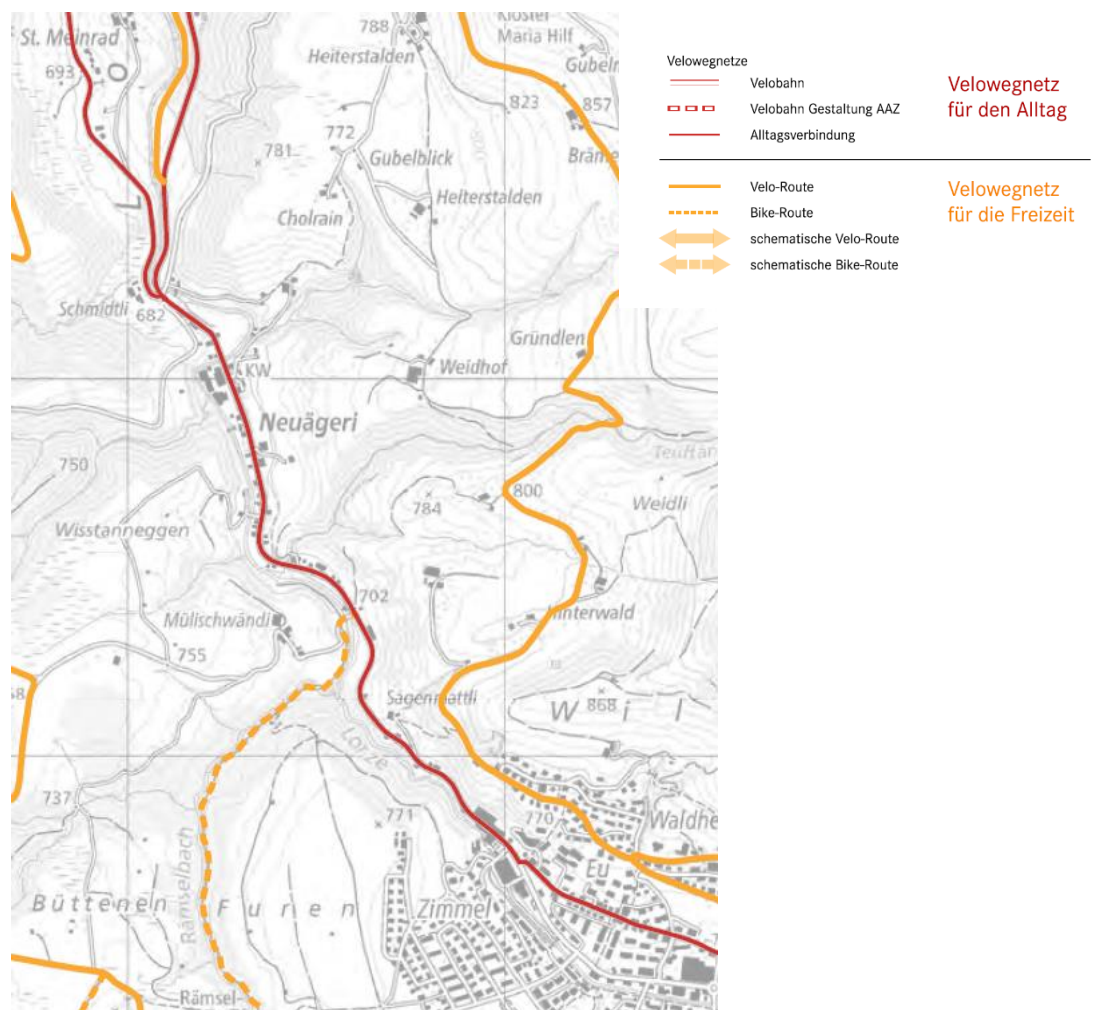 Kloster
Maria Hilf
St. Meinrad
788
Heiterstalden
693
Gubel
823
857
O
772
781
Gubelblick
Heiterstalden
L
Cholrain
Schmidtli
682
Gründlen
KW
Weidhof
Neuägeri
750
784
800
Weidli
Wisstanneggen
702
Mülischwändi
Hinterwald
755
Sagenmattli
868
W i l
Lorze
737
771
770
Rämselbach
Eu
Büttenen
Furen
Zimmel
Rämsel-
Velowegnetze
Velobahn
Velobahn Gestaltung AAZ
Alltagsverbindung
Velowegnetz
für den Alltag
Velo-Route
Bike-Route
schematische Velo-Route
schematische Bike-Route
Velowegnetz
für die Freizeit